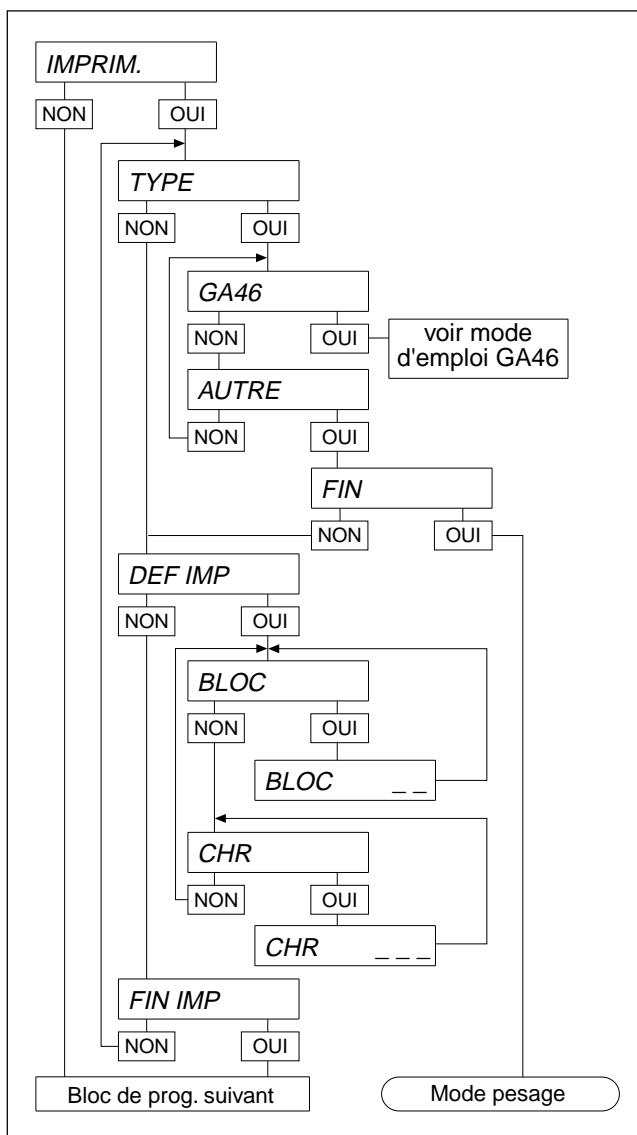 IMPRIM.
NON OUI
TYPE
NON OUI
GA46
NON OUI
voir mode
d'emploi GA46
AUTRE
NON OUI
FIN
NON OUI
DEF IMP
NON OUI
BLOC
NON OUI
BLOC _ _
CHR
NON OUI
CHR _ _ _
FIN IMP
NON OUI
Bloc de prog. suivant
Mode pesage